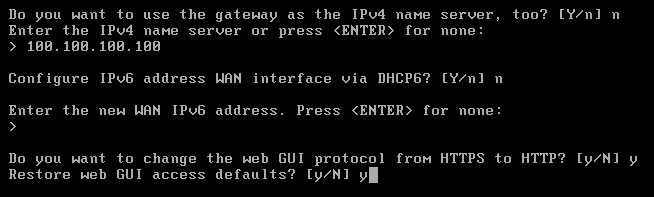 Do you want to use the gateway as the IPv4 name server, too? [Y/n] n
Enter the IPv4 name server or press <ENTER> for none:
> 100.100.100.100
Configure IPv6 address WAN interface via DHCP6? [Y/n] n
Enter the new WAN IPv6 address. Press <ENTER> for none:
>
Do you want to change the web GUI protocol from HTTPS to HTTP? [y/N] y
Restore web GUI access defaults? [y/N] y